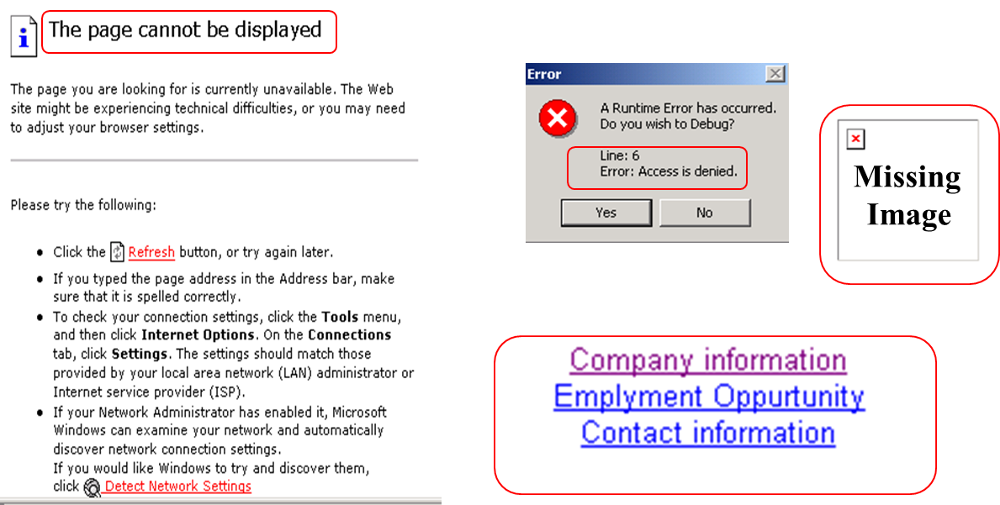 The page cannot be displayed
The page you are looking for is currently unavailable. The Web
site might be experiencing technical difficulties, or you may need
to adjust your browser settings.
Please try the following:
Click the Refresh button, or try again later.
If you typed the page address in the Address bar, make
sure that it is spelled correctly.
To check your connection settings, click the Tools menu,
and then click Internet Options. On the Connections
tab, click Settings. The settings should match those
provided by your local area network (LAN) administrator or
Internet service provider (ISP).
If your Network Administrator has enabled it, Microsoft
Windows can examine your network and automatically
discover network connection settings.
If you would like Windows to try and discover them,
click Detect Network Settings
Error
A Runtime Error has occurred.
Do you wish to Debug?
Line: 6
Error: Access is denied.
Yes No
Missing
Image
Company information
Emplyment Oppurtunity
Contact information